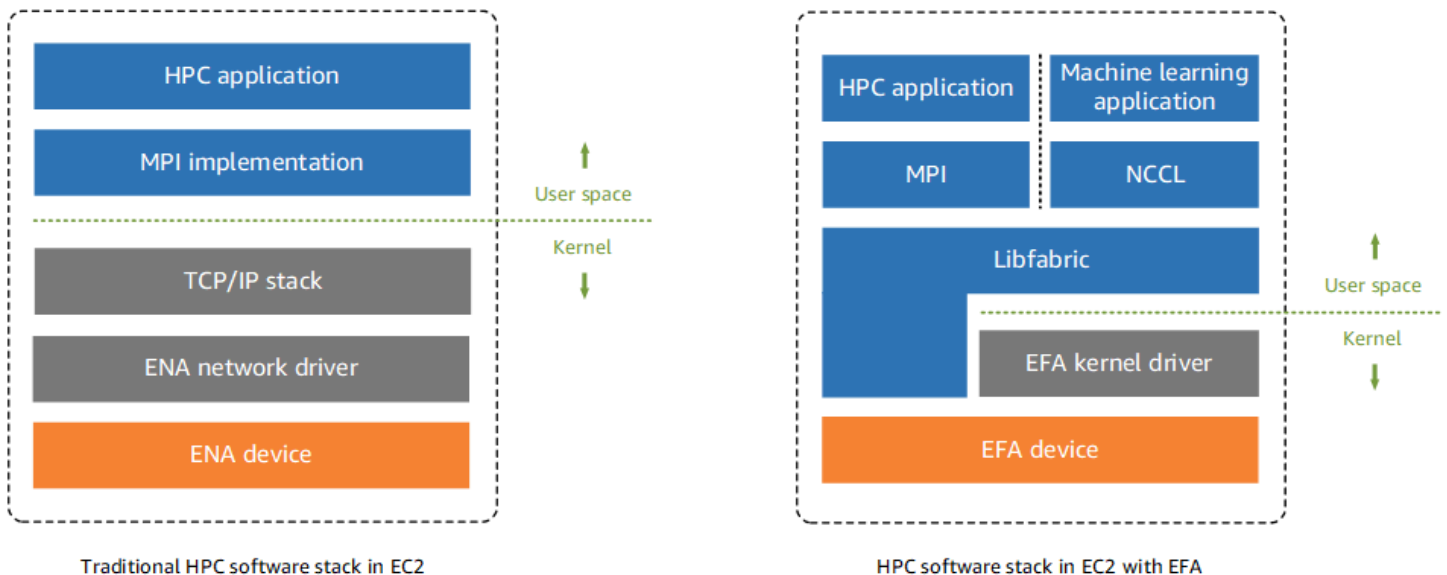 HPC application
MPI implementation
User space
Kernel
TCP/IP stack
ENA network driver
ENA device
Traditional HPC software stack in EC2
HPC application
Machine learning
application
MPI
NCCL
Libfabric
User space
Kernel
EFA kernel driver
EFA device
HPC software stack in EC2 with EFA